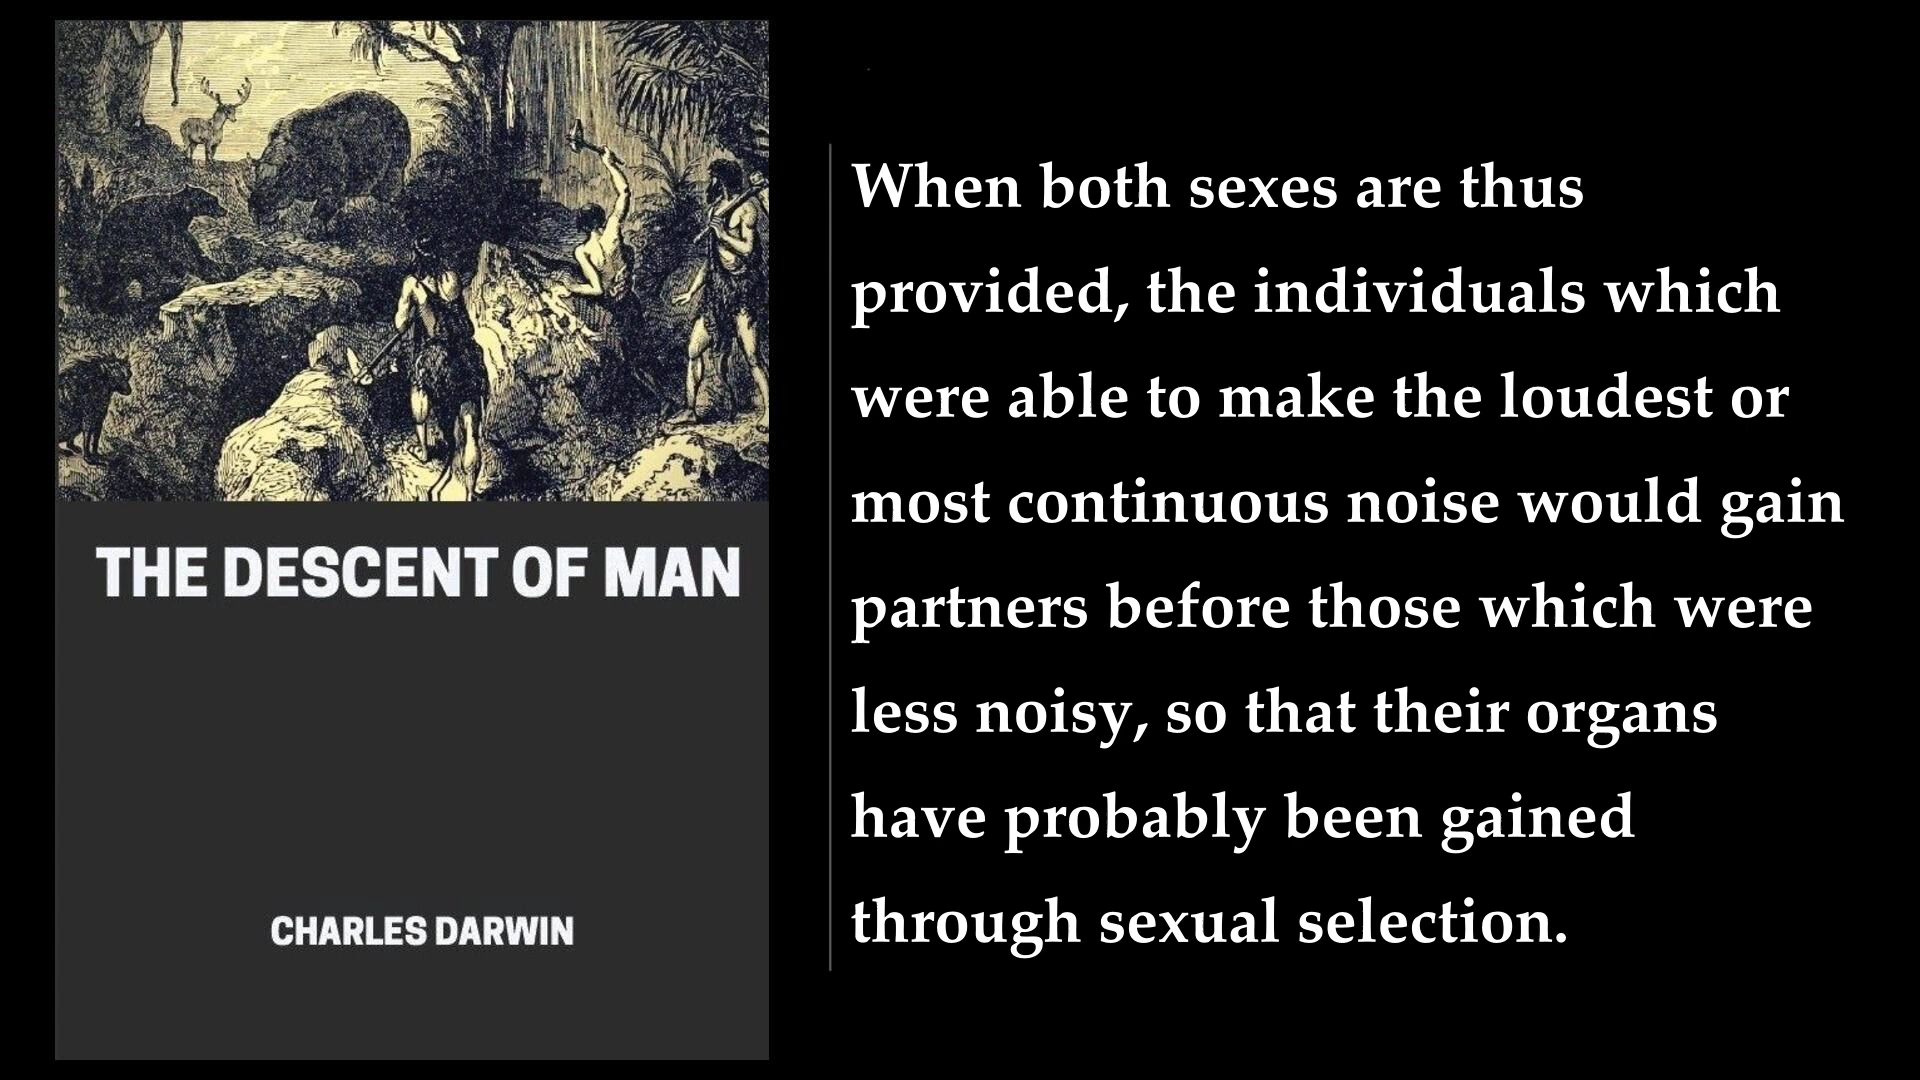 THE DESCENT OF MAN
CHARLES DARWIN
When both sexes are thus
provided, the individuals which
were able to make the loudest or
most continuous noise would gain
partners before those which were
less noisy, so that their organs
have probably been gained
through sexual selection.